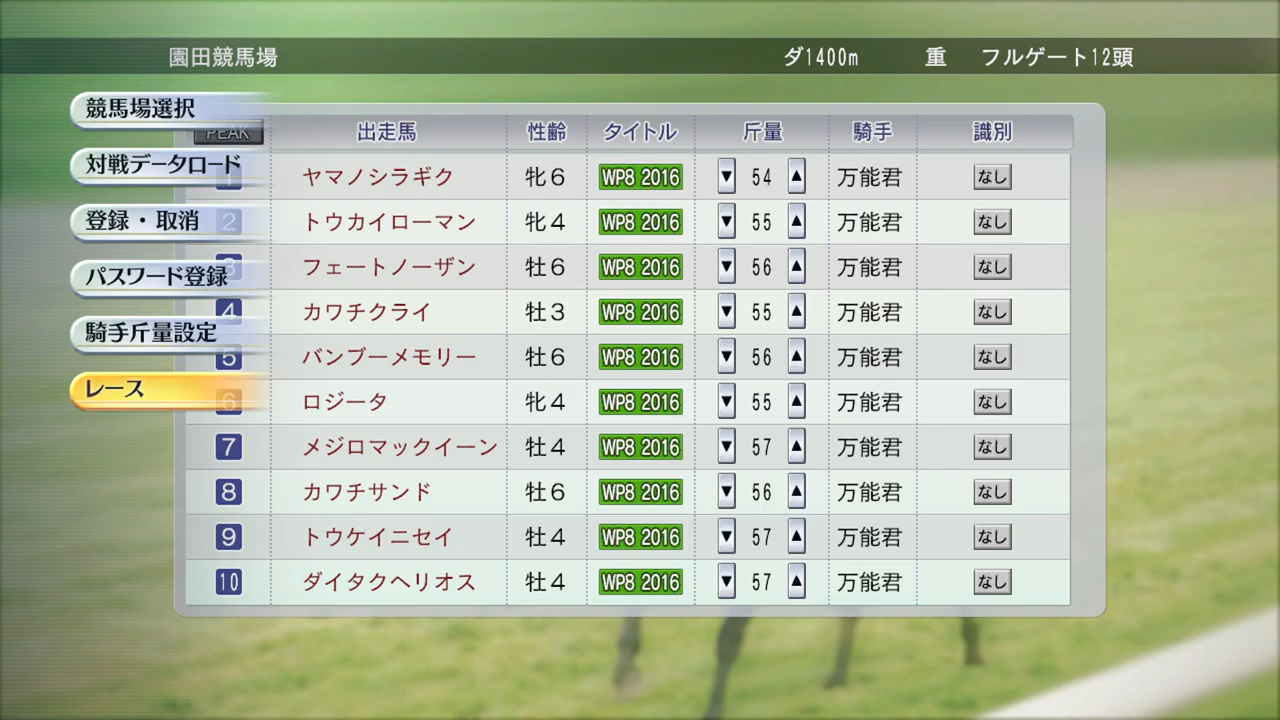 園田競馬場 ダ1400m 重 フルゲート12頭
競馬場選択
対戦データロード
登録・取消
パスワード登録
騎手斤量設定
レース
PEAK 出走馬 性齢 タイトル 斤量 騎手 識別
1 ヤマノシラギク 牝6 WP8 2016 ▼ 54 ▲ 万能君 なし
2 トウカイローマン 牝4 WP8 2016 ▼ 55 ▲ 万能君 なし
3 フェートノーザン 牡6 WP8 2016 ▼ 56 ▲ 万能君 なし
4 カワチクライ 牡3 WP8 2016 ▼ 55 ▲ 万能君 なし
5 バンブーメモリー 牡6 WP8 2016 ▼ 56 ▲ 万能君 なし
6 ロジータ 牝4 WP8 2016 ▼ 55 ▲ 万能君 なし
7 メジロマックイーン 牡4 WP8 2016 ▼ 57 ▲ 万能君 なし
8 カワチサンド 牡6 WP8 2016 ▼ 56 ▲ 万能君 なし
9 トウケイニセイ 牡4 WP8 2016 ▼ 57 ▲ 万能君 なし
10 ダイタクヘリオス 牡4 WP8 2016 ▼ 57 ▲ 万能君 なし